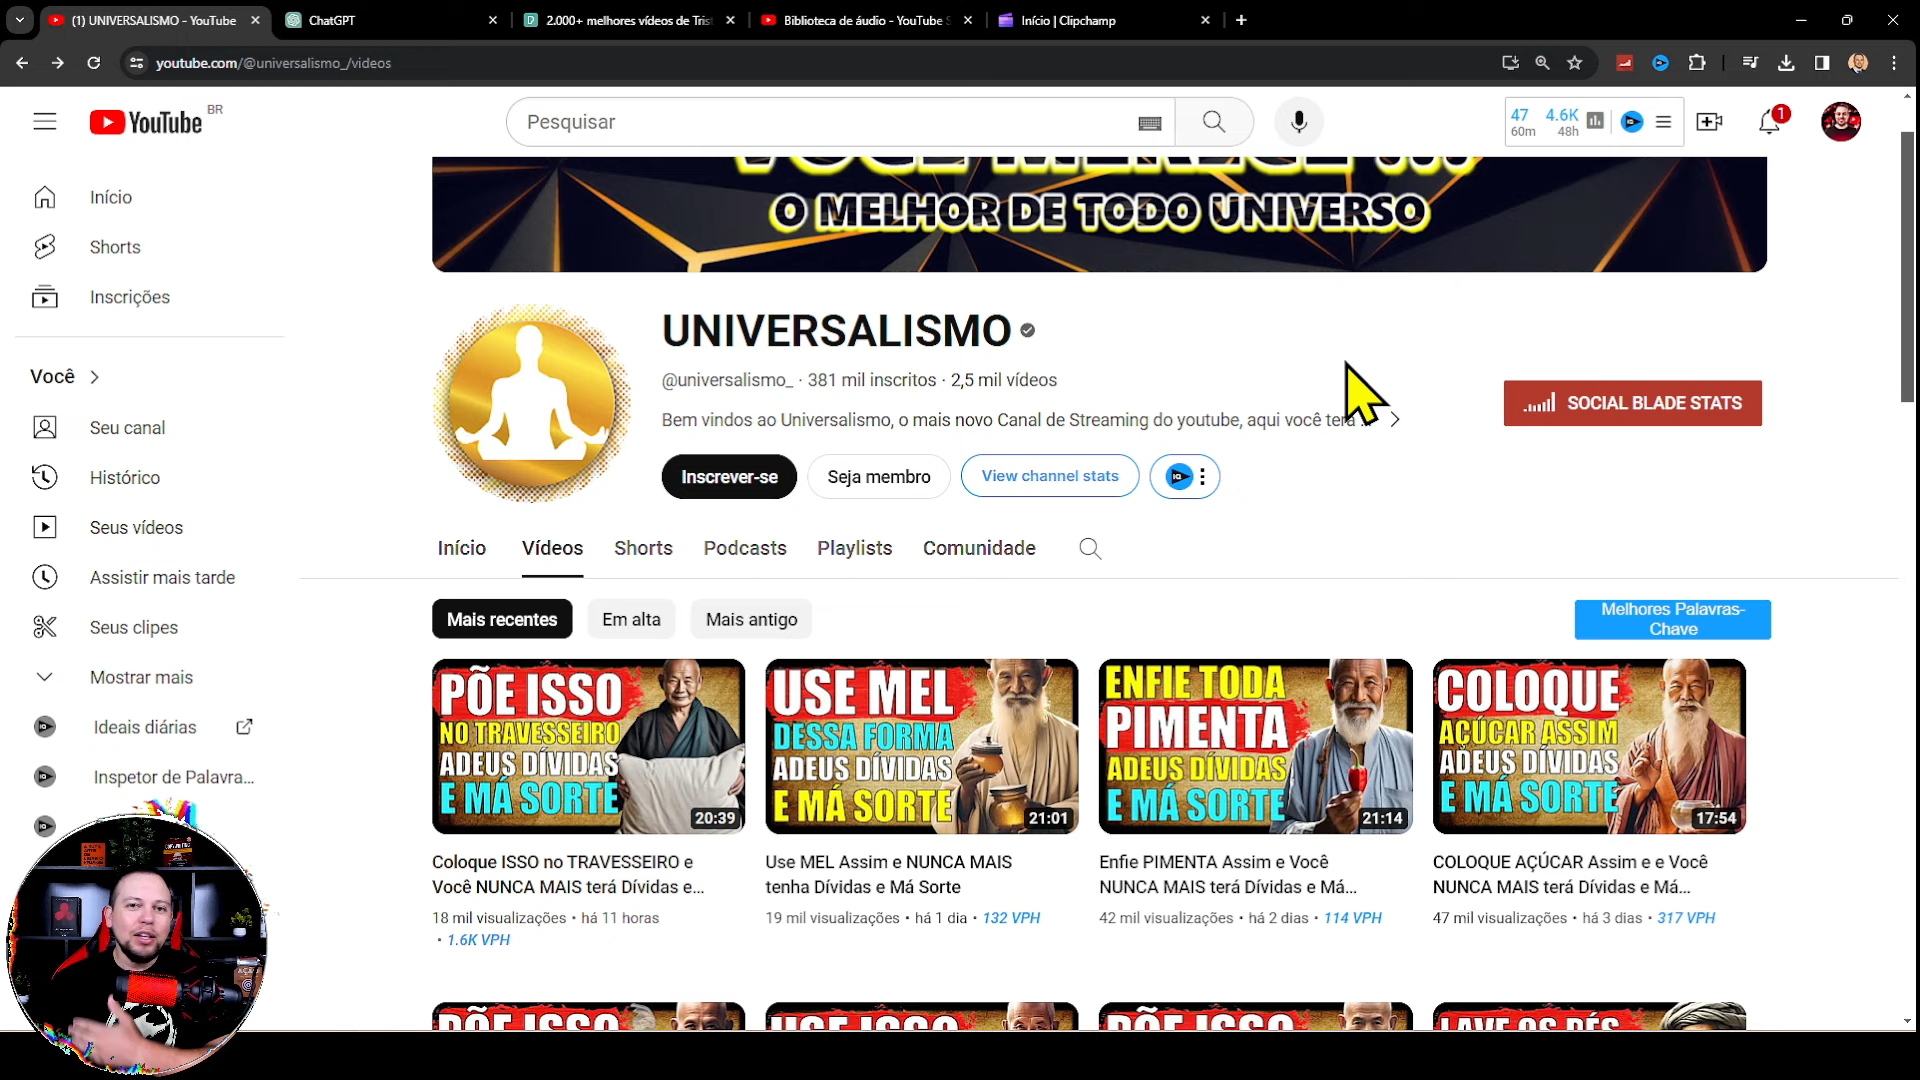 (1) UNIVERSALISMO - YouTube
ChatGPT
2.000+ melhores vídeos de Tris
Biblioteca de áudio - YouTube S
Início | Clipchamp
youtube.com/@universalismo_/videos
YouTube BR
Pesquisar
47 60m
4.6K 48h
1
Início
Shorts
Inscrições
Você
Seu canal
Histórico
Seus vídeos
Assistir mais tarde
Seus clipes
Mostrar mais
Ideais diárias
Inspetor de Palavra...
O MELHOR DE TODO UNIVERSO
UNIVERSALISMO
@universalismo_ · 381 mil inscritos · 2,5 mil vídeos
Bem vindos ao Universalismo, o mais novo Canal de Streaming do youtube, aqui você terá ...
SOCIAL BLADE STATS
Inscrever-se
Seja membro
View channel stats
Início
Vídeos
Shorts
Podcasts
Playlists
Comunidade
Mais recentes
Em alta
Mais antigo
Melhores Palavras-
Chave
PÕE ISSO
NO TRAVESSEIRO
ADEUS DÍVIDAS
E MÁ SORTE
20:39
USE MEL
DESSA FORMA
ADEUS DÍVIDAS
E MÁ SORTE
21:01
ENFIE TODA
PIMENTA
ADEUS DÍVIDAS
E MÁ SORTE
21:14
COLOQUE
AÇÚCAR ASSIM
ADEUS DÍVIDAS
E MÁ SORTE
17:54
Coloque ISSO no TRAVESSEIRO e
Você NUNCA MAIS terá Dívidas e...
18 mil visualizações · há 11 horas
· 1.6K VPH
Use MEL Assim e NUNCA MAIS
tenha Dívidas e Má Sorte
19 mil visualizações · há 1 dia · 132 VPH
Enfie PIMENTA Assim e Você
NUNCA MAIS terá Dívidas e Má...
42 mil visualizações · há 2 dias · 114 VPH
COLOQUE AÇÚCAR Assim e e Você
NUNCA MAIS terá Dívidas e Má...
47 mil visualizações · há 3 dias · 317 VPH
PÕE ISSO
USE ISSO
PÕE ISSO
LAVE OS PÉS